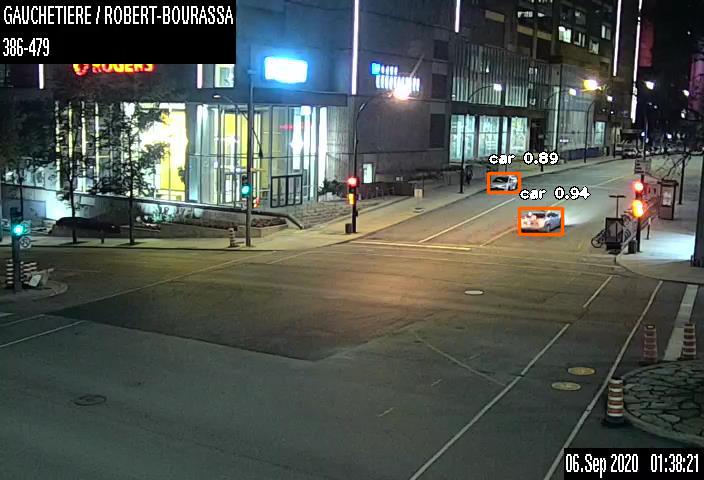 GAUCHETIERE / ROBERT-BOURASSA
386-479
ROGERS
car 0.89
car 0.94
06.Sep 2020 01:38:21